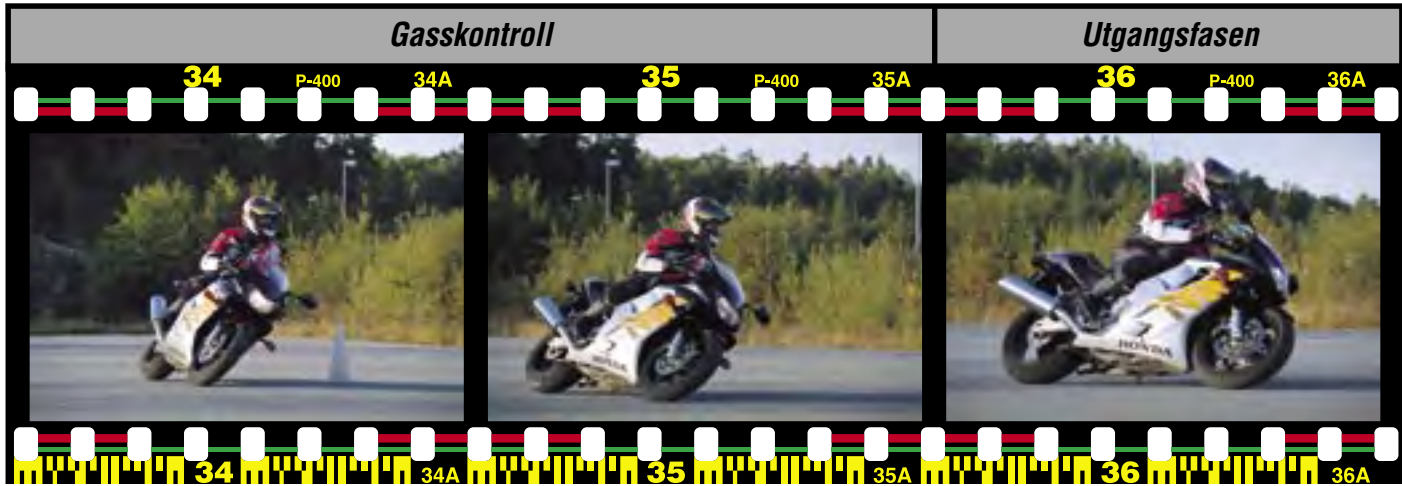 Gasskontroll Utgangsfasen
34 P-400 34A 35 P-400 35A 36 P-400 36A
HONDA
HONDA
34 34A 35 35A 36 36A